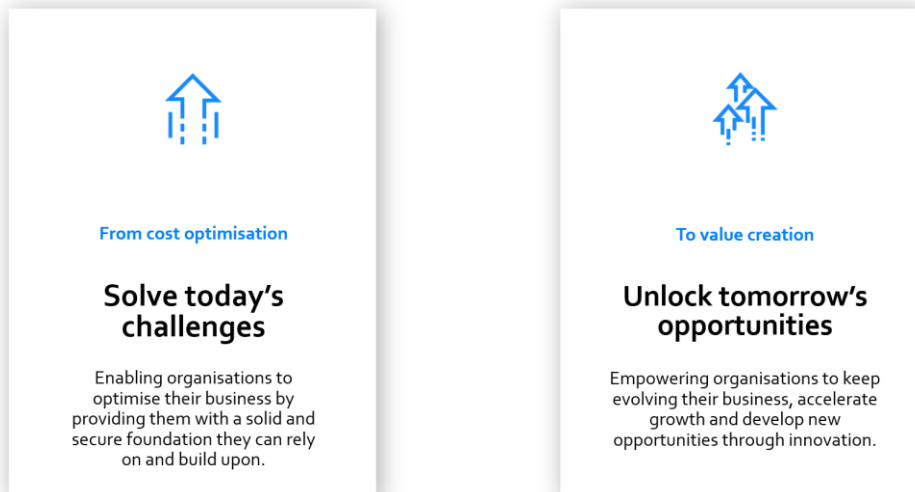 From cost optimisation
Solve today's
challenges
Enabling organisations to
optimise their business by
providing them with a solid and
secure foundation they can rely
on and build upon.
To value creation
Unlock tomorrow's
opportunities
Empowering organisations to keep
evolving their business, accelerate
growth and develop new
opportunities through innovation.